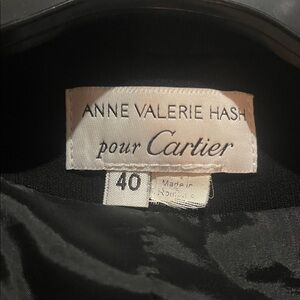 ANNE VALERIE HASH
pour Cartier
40
Made in